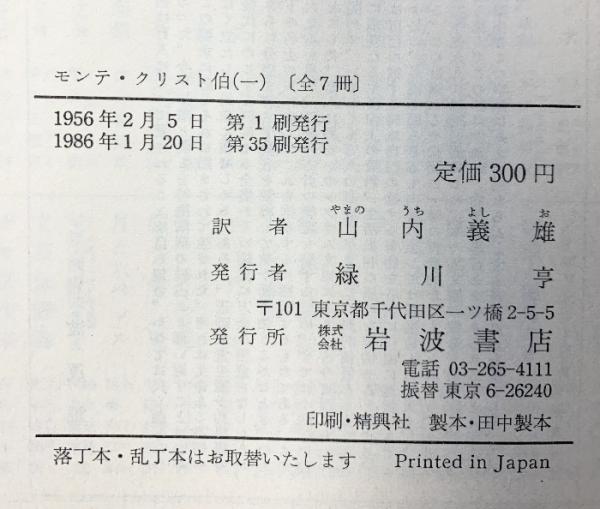 モンテ・クリスト伯(一) 〔全7冊〕
1956年2月5日 第1刷発行
1986年1月20日 第35刷発行
定価300円
やまの うち よし お
訳者 山内義雄
発行者 緑川亨
〒101 東京都千代田区一ツ橋2-5-5
発行所 株式会社 岩波書店
電話 03-265-4111
振替 東京6-26240
印刷・精興社 製本・田中製本
落丁本・乱丁本はお取替いたします Printed in Japan